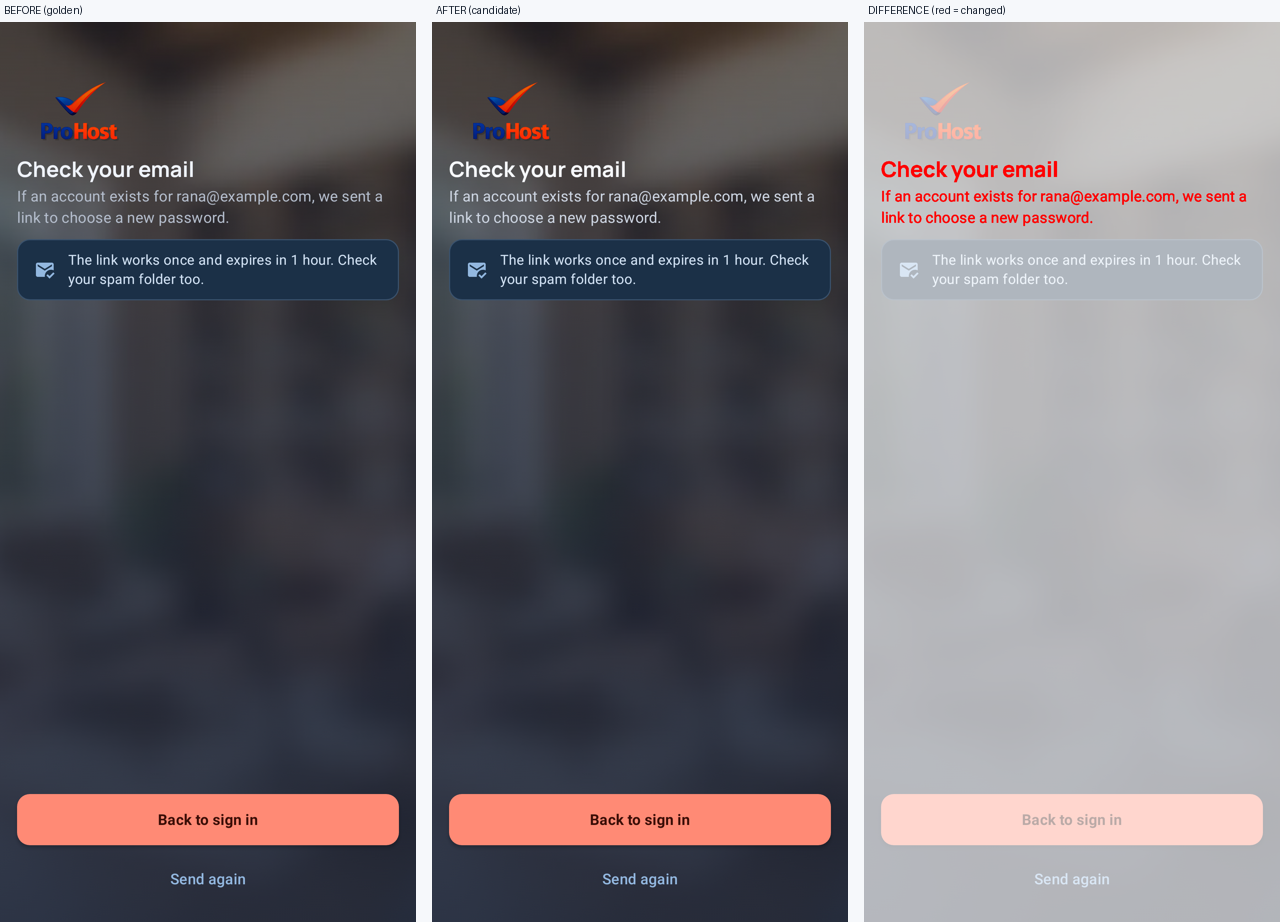 BEFORE (golden)
ProHost
Check your email
If an account exists for rana@example.com, we sent a
link to choose a new password.
The link works once and expires in 1 hour. Check
your spam folder too.
Back to sign in
Send again
AFTER (candidate)
ProHost
Check your email
If an account exists for rana@example.com, we sent a
link to choose a new password.
The link works once and expires in 1 hour. Check
your spam folder too.
Back to sign in
Send again
DIFFERENCE (red = changed)
ProHost
Check your email
If an account exists for rana@example.com, we sent a
link to choose a new password.
The link works once and expires in 1 hour. Check
your spam folder too.
Back to sign in
Send again